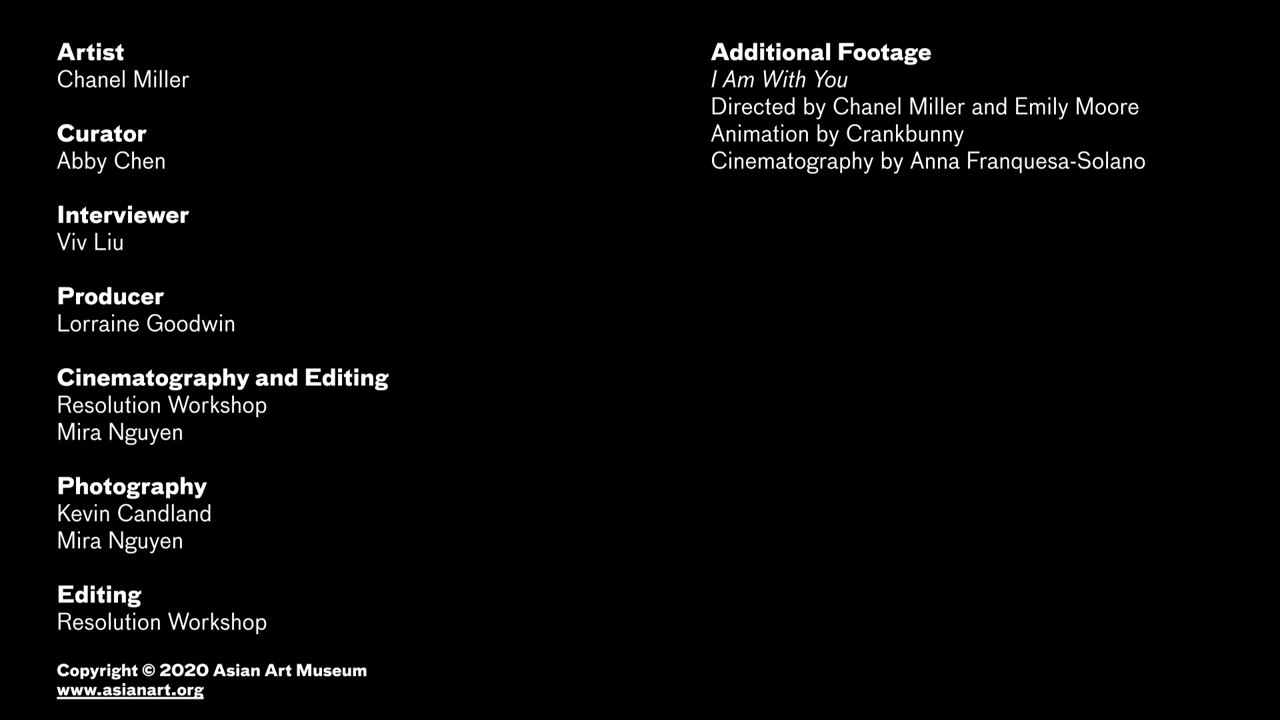 Artist
Chanel Miller
Curator
Abby Chen
Interviewer
Viv Liu
Producer
Lorraine Goodwin
Cinematography and Editing
Resolution Workshop
Mira Nguyen
Photography
Kevin Candland
Mira Nguyen
Editing
Resolution Workshop
Copyright © 2020 Asian Art Museum
www.asianart.org
Additional Footage
I Am With You
Directed by Chanel Miller and Emily Moore
Animation by Crankbunny
Cinematography by Anna Franquesa-Solano